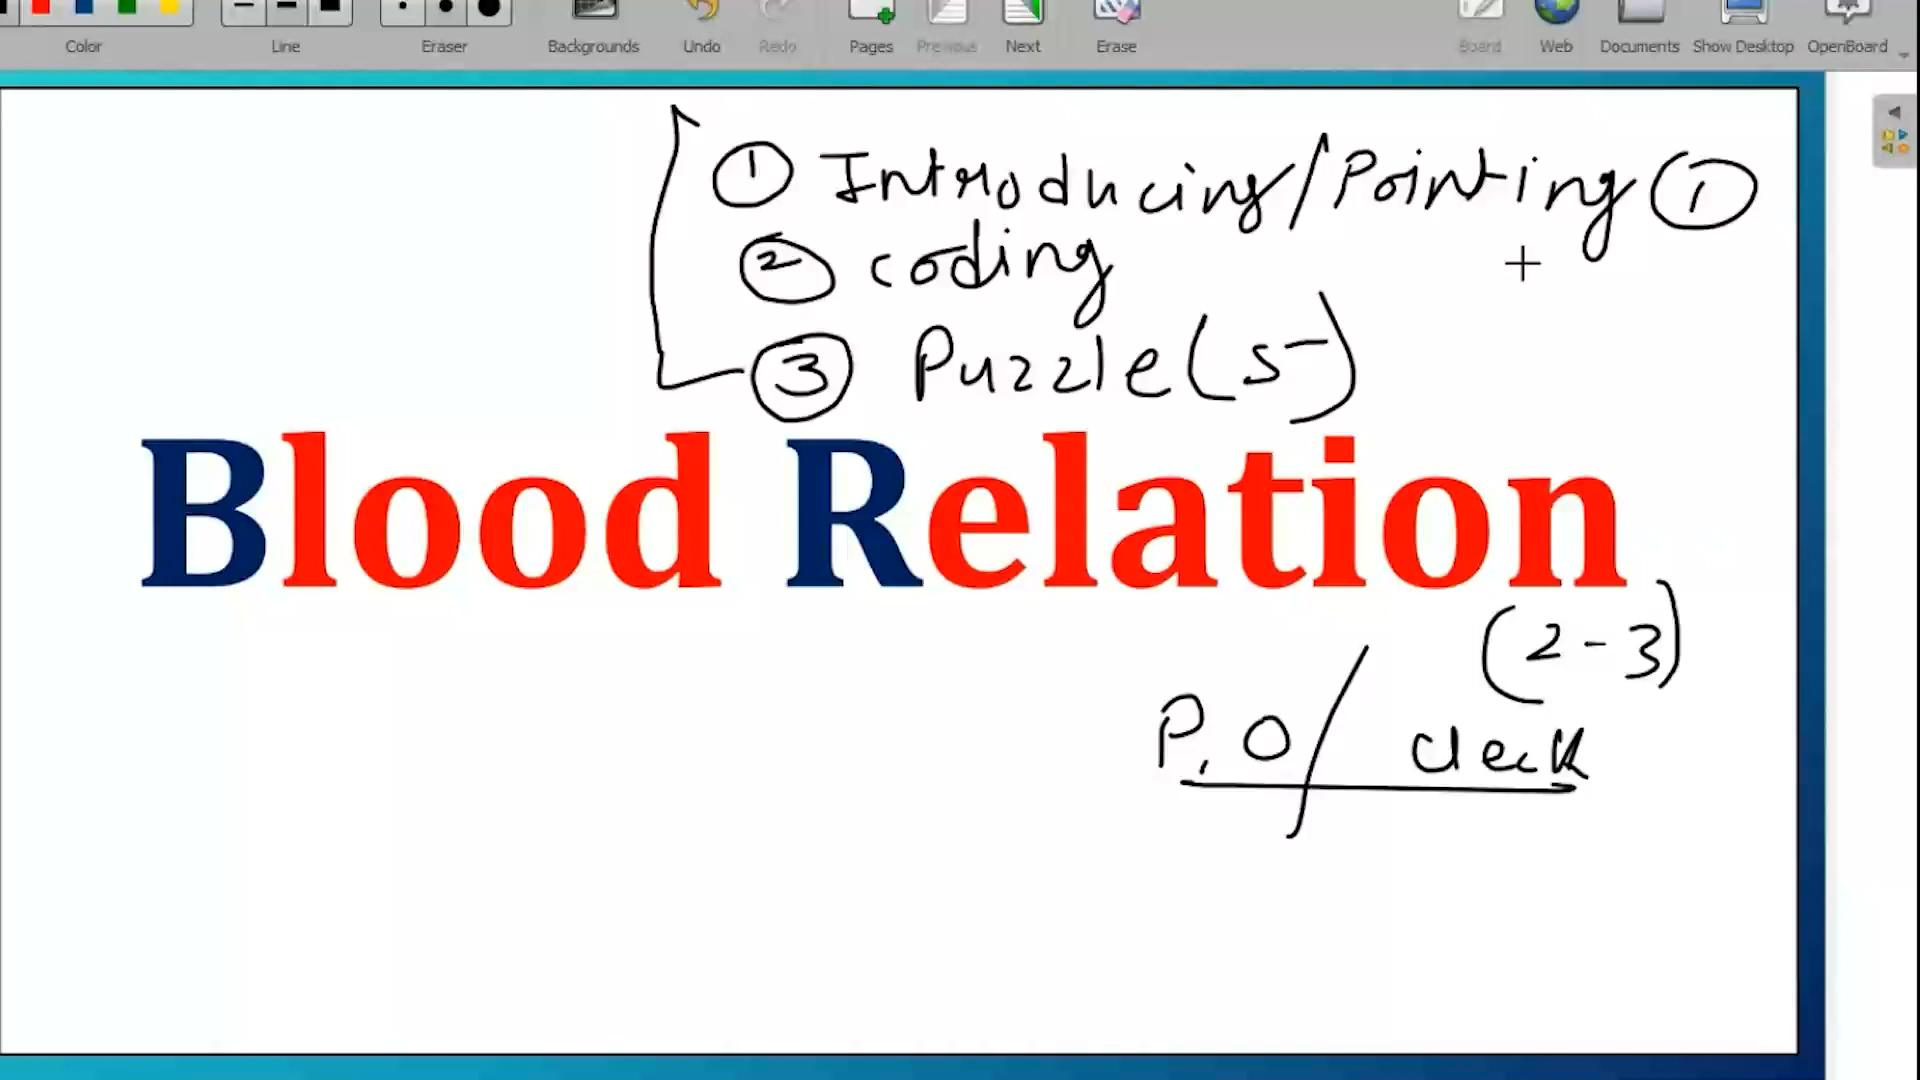 Color Line Eraser Backgrounds Undo Redo Pages Previous Next Erase Board Web Documents Show Desktop OpenBoard
① Introducing/Pointing ①
② coding
③ Puzzle (5-)
Blood Relation
(2-3)
P.O / Cleck